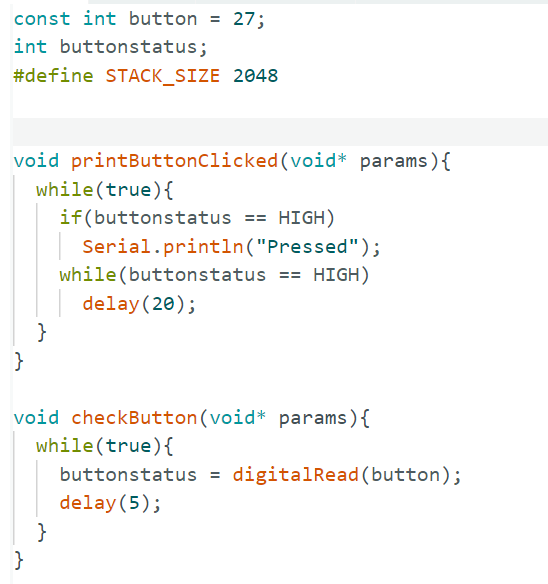 const int button = 27;
int buttonstatus;
#define STACK_SIZE 2048
void printButtonClicked(void* params){
while(true){
if(buttonstatus == HIGH)
Serial.println("Pressed");
while(buttonstatus == HIGH)
delay(20);
}
}
void checkButton(void* params){
while(true){
buttonstatus = digitalRead(button);
delay(5);
}
}